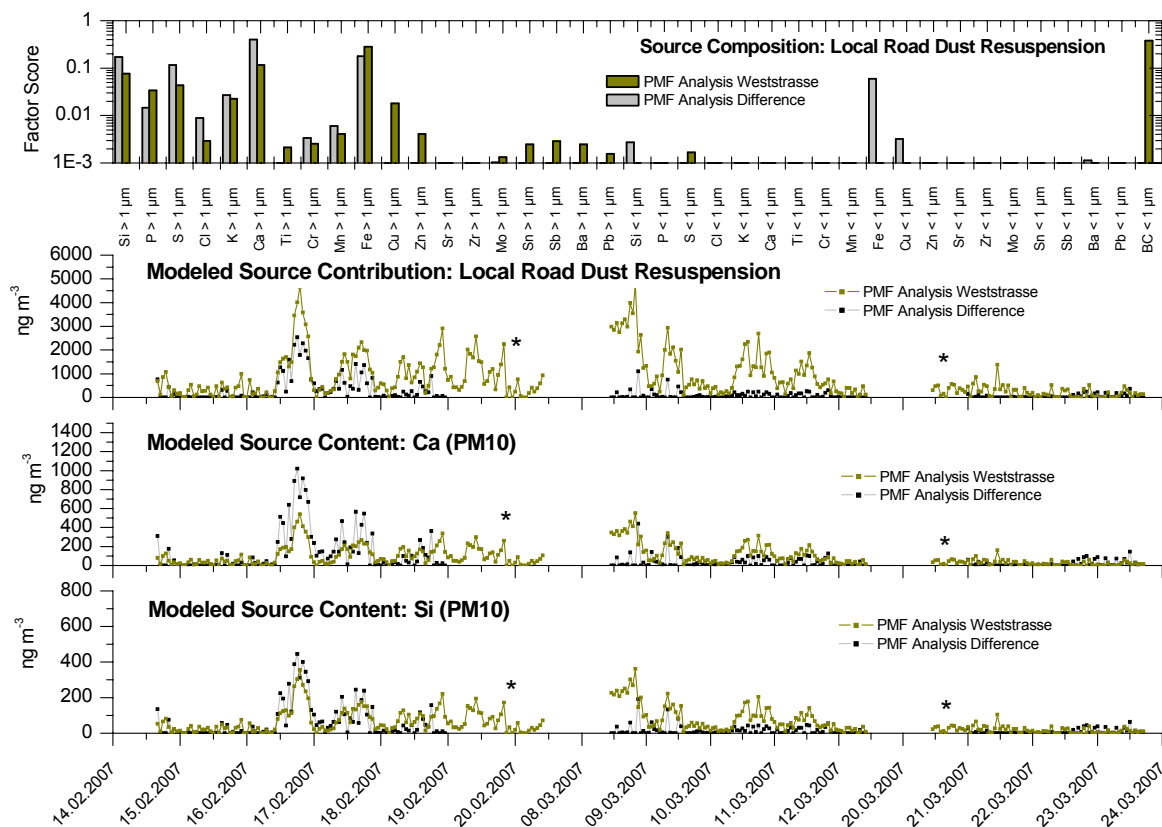 1
0.1
0.01
1E-3
Factor Score
Source Composition: Local Road Dust Resuspension
PMF Analysis Weststrasse
PMF Analysis Difference
Si > 1 µm
P > 1 µm
S > 1 µm
Cl > 1 µm
K > 1 µm
Ca > 1 µm
Ti > 1 µm
Cr > 1 µm
Mn > 1 µm
Fe > 1 µm
Cu > 1 µm
Zn > 1 µm
Sr > 1 µm
Zr > 1 µm
Mo > 1 µm
Sn > 1 µm
Sb > 1 µm
Ba > 1 µm
Pb > 1 µm
Si < 1 µm
P < 1 µm
S < 1 µm
Cl < 1 µm
K < 1 µm
Ca < 1 µm
Ti < 1 µm
Cr < 1 µm
Mn < 1 µm
Fe < 1 µm
Cu < 1 µm
Zn < 1 µm
Sr < 1 µm
Zr < 1 µm
Mo < 1 µm
Sn < 1 µm
Sb < 1 µm
Ba < 1 µm
Pb < 1 µm
BC < 1 µm
6000
5000
4000
3000
2000
1000
0
ng m⁻³
Modeled Source Contribution: Local Road Dust Resuspension
PMF Analysis Weststrasse
PMF Analysis Difference
*
*
1400
1200
1000
800
600
400
200
0
ng m⁻³
Modeled Source Content: Ca (PM10)
PMF Analysis Weststrasse
PMF Analysis Difference
*
*
800
600
400
200
0
ng m⁻³
Modeled Source Content: Si (PM10)
PMF Analysis Weststrasse
PMF Analysis Difference
*
*
14.02.2007
15.02.2007
16.02.2007
17.02.2007
18.02.2007
19.02.2007
20.02.2007
08.03.2007
09.03.2007
10.03.2007
11.03.2007
12.03.2007
20.03.2007
21.03.2007
22.03.2007
23.03.2007
24.03.2007